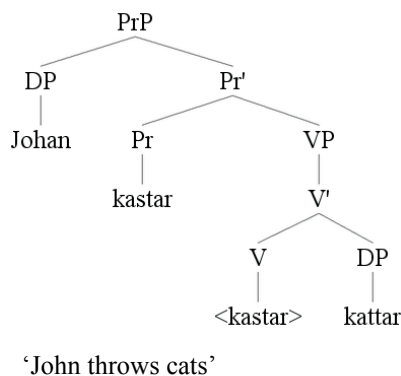 PrP
DP Pr'
Johan Pr VP
kastar V'
V DP
<kastar> kattar
‘John throws cats’